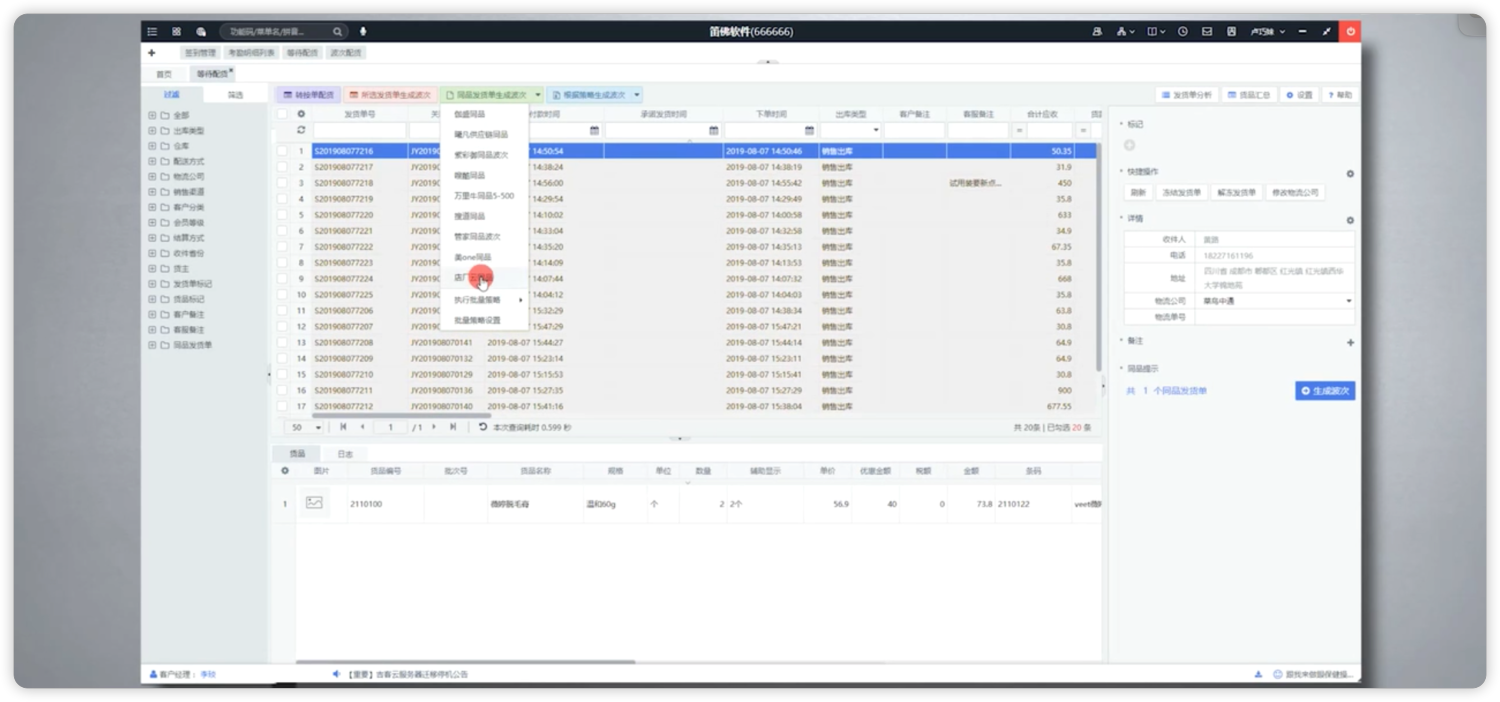 功能码/菜单名/拼音...
笛佛软件(666666)
卢巧妹
签到管理 考勤明细列表 等待配货 波次配货
首页 等待配货
过滤 筛选
转按单配货 所选发货单生成波次 同品发货单生成波次 根据策略生成波次
发货单分析 货品汇总 设置 ? 帮助
全部
出库类型
仓库
配送方式
物流公司
销售渠道
客户分类
会员等级
结算方式
收件省份
货主
发货单标记
货品标记
客户备注
客服备注
同品发货单
发货单号 付款时间 承诺发货时间 下单时间 出库类型 客户备注 客服备注 合计应收
= =
1 S201908077216 JY2019 14:50:54 2019-08-07 14:50:46 销售出库 50.35
2 S201908077217 JY2019 14:38:24 2019-08-07 14:38:19 销售出库 31.9
3 S201908077218 JY2019 14:56:00 2019-08-07 14:55:42 销售出库 试用装要新点... 450
4 S201908077219 JY2019 14:29:54 2019-08-07 14:29:49 销售出库 35.8
5 S201908077220 JY2019 14:10:02 2019-08-07 14:00:58 销售出库 633
6 S201908077221 JY2019 14:33:04 2019-08-07 14:32:58 销售出库 34.9
7 S201908077222 JY2019 14:35:20 2019-08-07 14:35:13 销售出库 67.35
8 S201908077223 JY2019 14:14:09 2019-08-07 14:13:53 销售出库 35.8
9 S201908077224 JY2019 14:07:44 2019-08-07 14:07:32 销售出库 668
10 S201908077225 JY2019 14:04:12 2019-08-07 14:04:03 销售出库 35.8
11 S201908077206 JY2019 15:32:29 2019-08-07 14:38:34 销售出库 63.8
12 S201908077207 JY2019 15:47:29 2019-08-07 15:47:21 销售出库 30.8
13 S201908077208 JY201908070141 2019-08-07 15:44:27 2019-08-07 15:44:14 销售出库 64.9
14 S201908077209 JY201908070132 2019-08-07 15:23:14 2019-08-07 15:23:11 销售出库 64.9
15 S201908077210 JY201908070129 2019-08-07 15:15:53 2019-08-07 15:15:41 销售出库 30.8
16 S201908077211 JY201908070136 2019-08-07 15:27:35 2019-08-07 15:27:29 销售出库 900
17 S201908077212 JY201908070140 2019-08-07 15:41:16 2019-08-07 15:38:04 销售出库 677.55
伽盛同品
曦凡供应链同品
紫彩御同品波次
万里牛同品5-500
搜源同品
管家同品波次
美one同品
执行批量策略
批量策略设置
50 1 /1 本次查询耗时 0.599 秒 共 20条 | 已勾选 20 条
货品 日志
图片 货品编号 批次号 货品名称 规格 单位 数量 辅助显示 单价 优惠金额 税额 金额 条码
1 2110100 薇婷脱毛膏 温和60g 个 2 2个 56.9 40 0 73.8 2110122
标记
快捷操作
刷新 冻结发货单 解冻发货单 修改物流公司
详情
收件人
电话 18227161196
地址 四川省 成都市 郫都区 红光镇 红光镇西华
大学锦地苑
物流公司 菜鸟中通
物流单号
备注
同品提示
共 1 个同品发货单 生成波次
客户经理： 李锐 【重要】吉客云服务器迁移停机公告 跟我来做眼保健操...